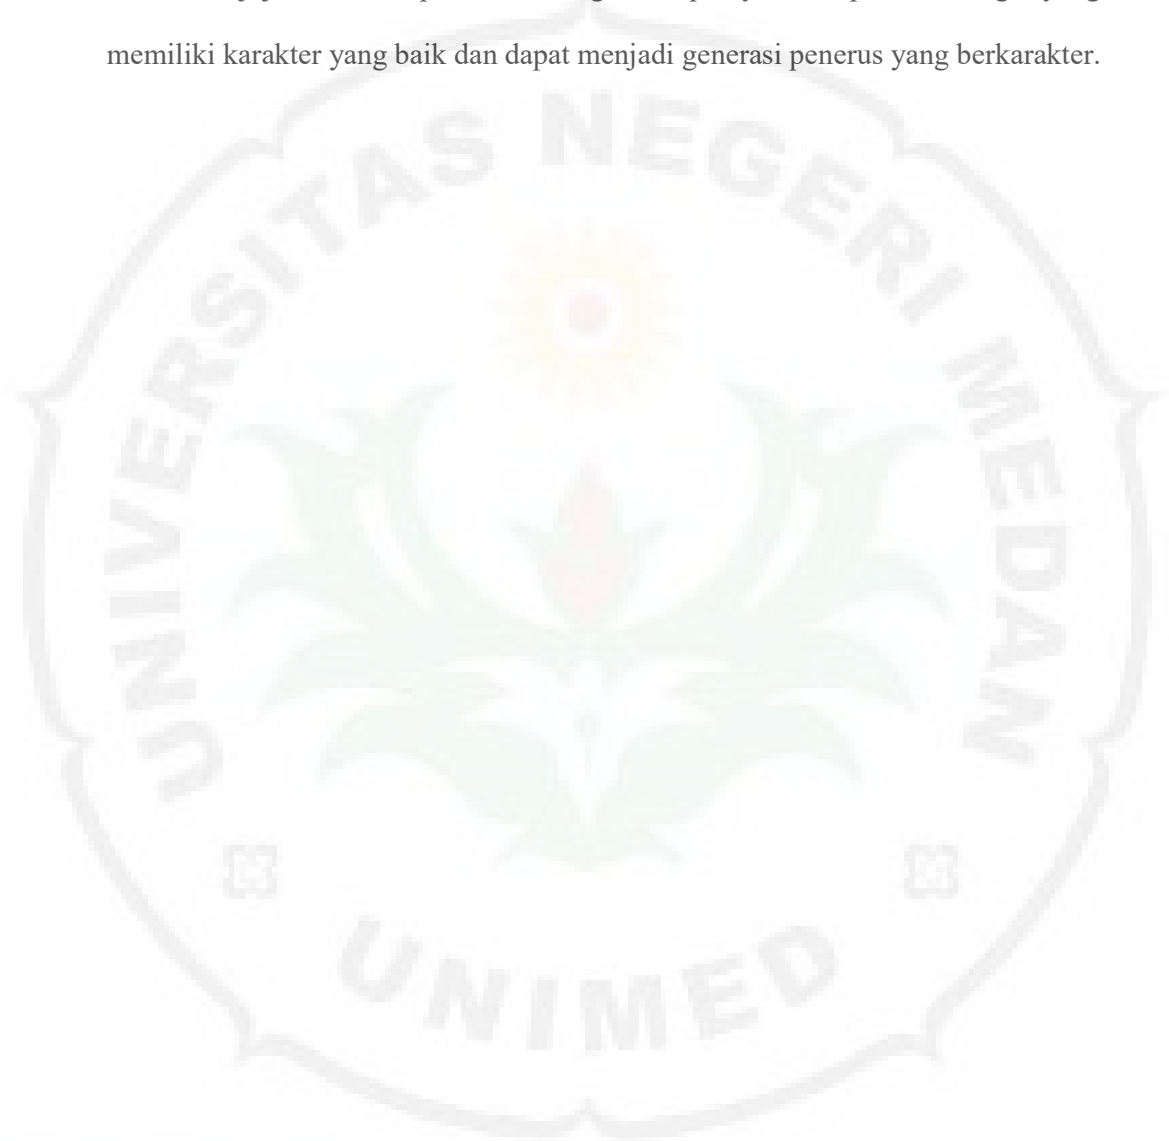 memiliki karakter yang baik dan dapat menjadi generasi penerus yang berkarakter.
UNIVERSITAS NEGERI MEDAN
UNIMED